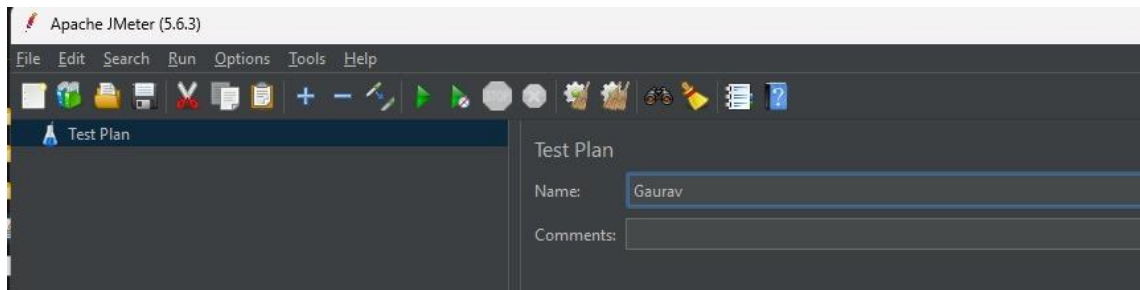 Apache JMeter (5.6.3)
File Edit Search Run Options Tools Help
STOP
Test Plan
Test Plan
Name: Gaurav
Comments: